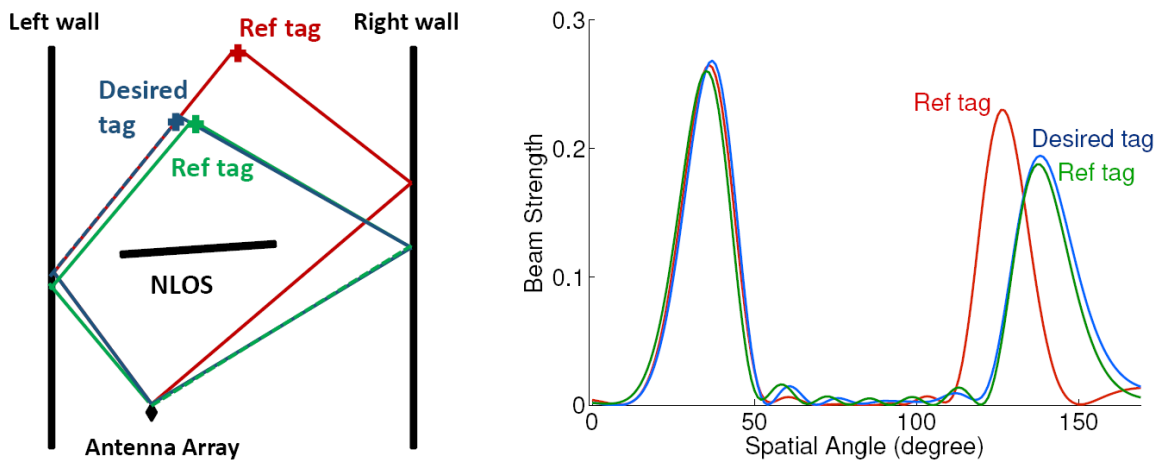 Left wall
Ref tag
Right wall
Desired
tag
Ref tag
NLOS
Antenna Array
0.3
0.2
0.1
0
Beam Strength
Ref tag
Desired tag
Ref tag
0
50
100
150
Spatial Angle (degree)